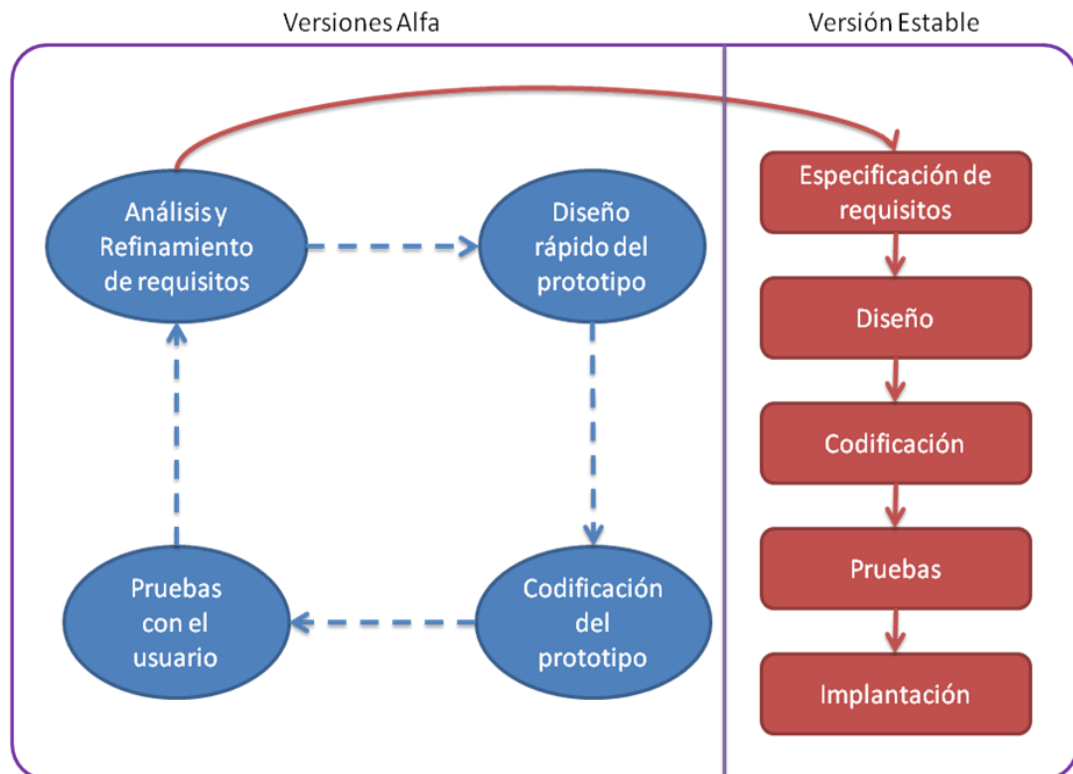 Versiones Alfa
Versión Estable
Análisis y
Refinamiento
de requisitos
Diseño
rápido del
prototipo
Pruebas
con el
usuario
Codificación
del
prototipo
Especificación de
requisitos
Diseño
Codificación
Pruebas
Implantación